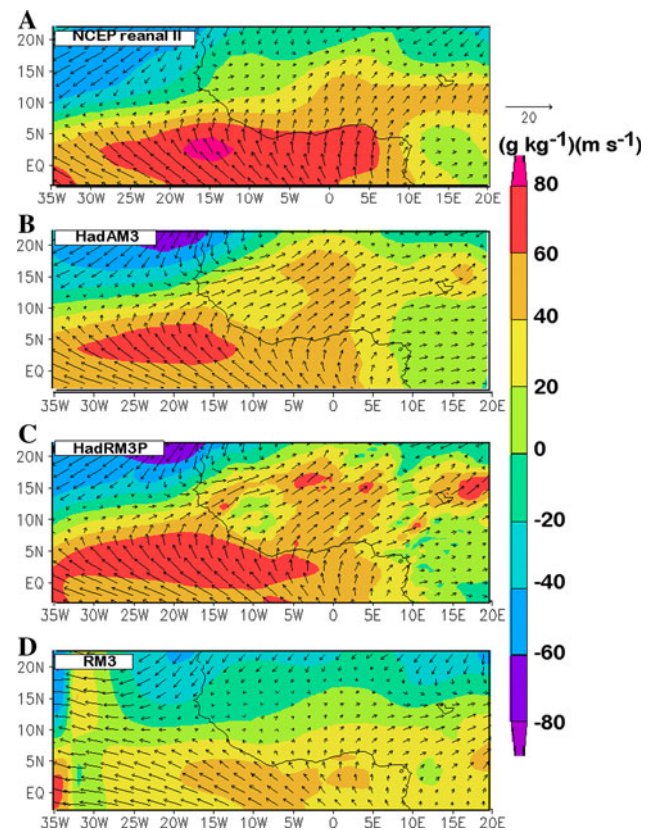 A
NCEP reanal II
20N
15N
10N
5N
EQ
35W 30W 25W 20W 15W 10W 5W 0 5E 10E 15E 20E
B
HadAM3
20N
15N
10N
5N
EQ
35W 30W 25W 20W 15W 10W 5W 0 5E 10E 15E 20E
C
HadRM3P
20N
15N
10N
5N
EQ
35W 30W 25W 20W 15W 10W 5W 0 5E 10E 15E 20E
D
RM3
20N
15N
10N
5N
EQ
35W 30W 25W 20W 15W 10W 5W 0 5E 10E 15E 20E
20
(g kg⁻¹)(m s⁻¹)
80
60
40
20
0
-20
-40
-60
-80